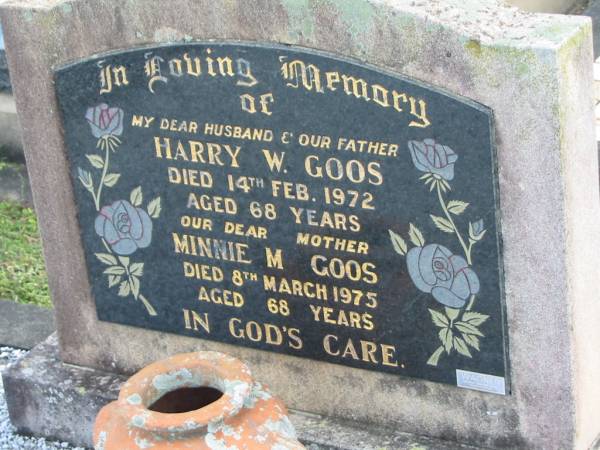 In Loving Memory
of
MY DEAR HUSBAND & OUR FATHER
HARRY W. GOOS
DIED 14TH FEB. 1972
AGED 68 YEARS
OUR DEAR MOTHER
MINNIE M GOOS
DIED 8TH MARCH 1975
AGED 68 YEARS
IN GOD'S CARE.